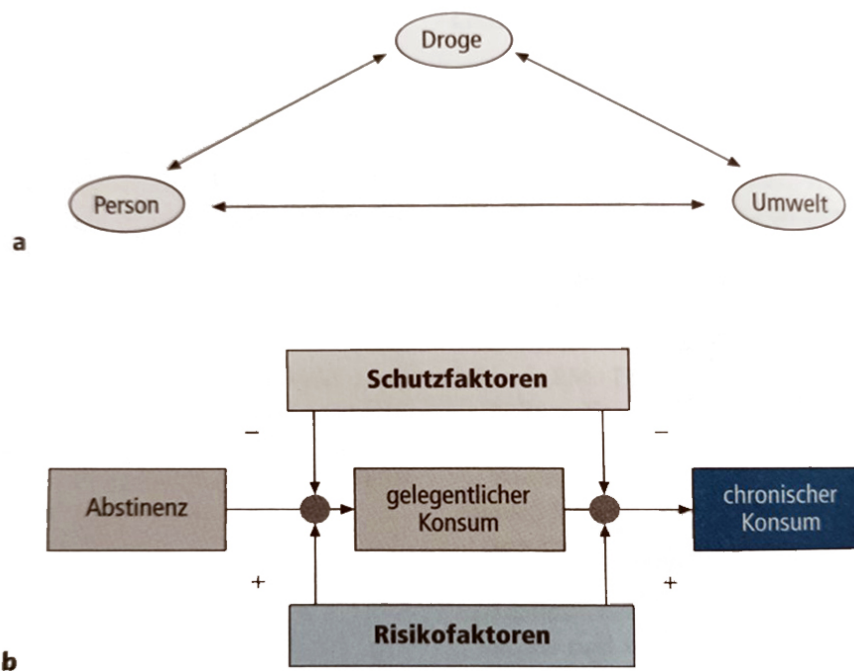 Droge
Person
Umwelt
a
Schutzfaktoren
– –
Abstinenz
gelegentlicher
Konsum
chronischer
Konsum
+ +
Risikofaktoren
b